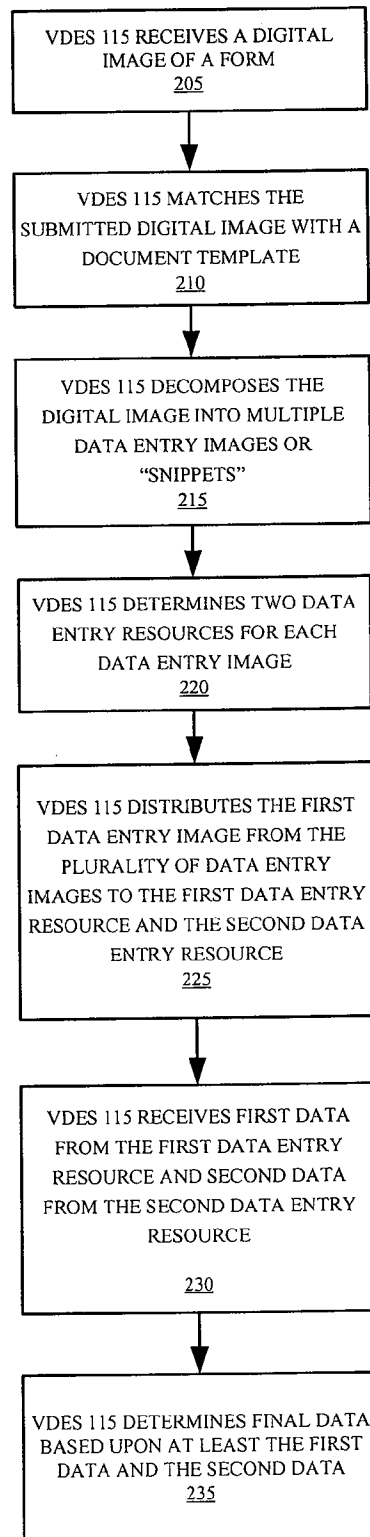 VDES 115 RECEIVES A DIGITAL
IMAGE OF A FORM
205
VDES 115 MATCHES THE
SUBMITTED DIGITAL IMAGE WITH A
DOCUMENT TEMPLATE
210
VDES 115 DECOMPOSES THE
DIGITAL IMAGE INTO MULTIPLE
DATA ENTRY IMAGES OR
“SNIPPETS”
215
VDES 115 DETERMINES TWO DATA
ENTRY RESOURCES FOR EACH
DATA ENTRY IMAGE
220
VDES 115 DISTRIBUTES THE FIRST
DATA ENTRY IMAGE FROM THE
PLURALITY OF DATA ENTRY
IMAGES TO THE FIRST DATA ENTRY
RESOURCE AND THE SECOND DATA
ENTRY RESOURCE
225
VDES 115 RECEIVES FIRST DATA
FROM THE FIRST DATA ENTRY
RESOURCE AND SECOND DATA
FROM THE SECOND DATA ENTRY
RESOURCE
230
VDES 115 DETERMINES FINAL DATA
BASED UPON AT LEAST THE FIRST
DATA AND THE SECOND DATA
235